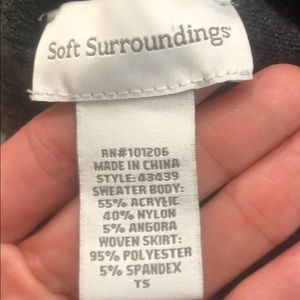 Soft Surroundings
RN#101206
MADE IN CHINA
STYLE: 43439
SWEATER BODY:
55% ACRYLIC
40% NYLON
5% ANGORA
WOVEN SKIRT:
95% POLYESTER
5% SPANDEX
TS